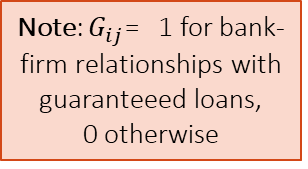 Note: Gij= 1 for bank-
firm relationships with
guaranteeed loans,
0 otherwise